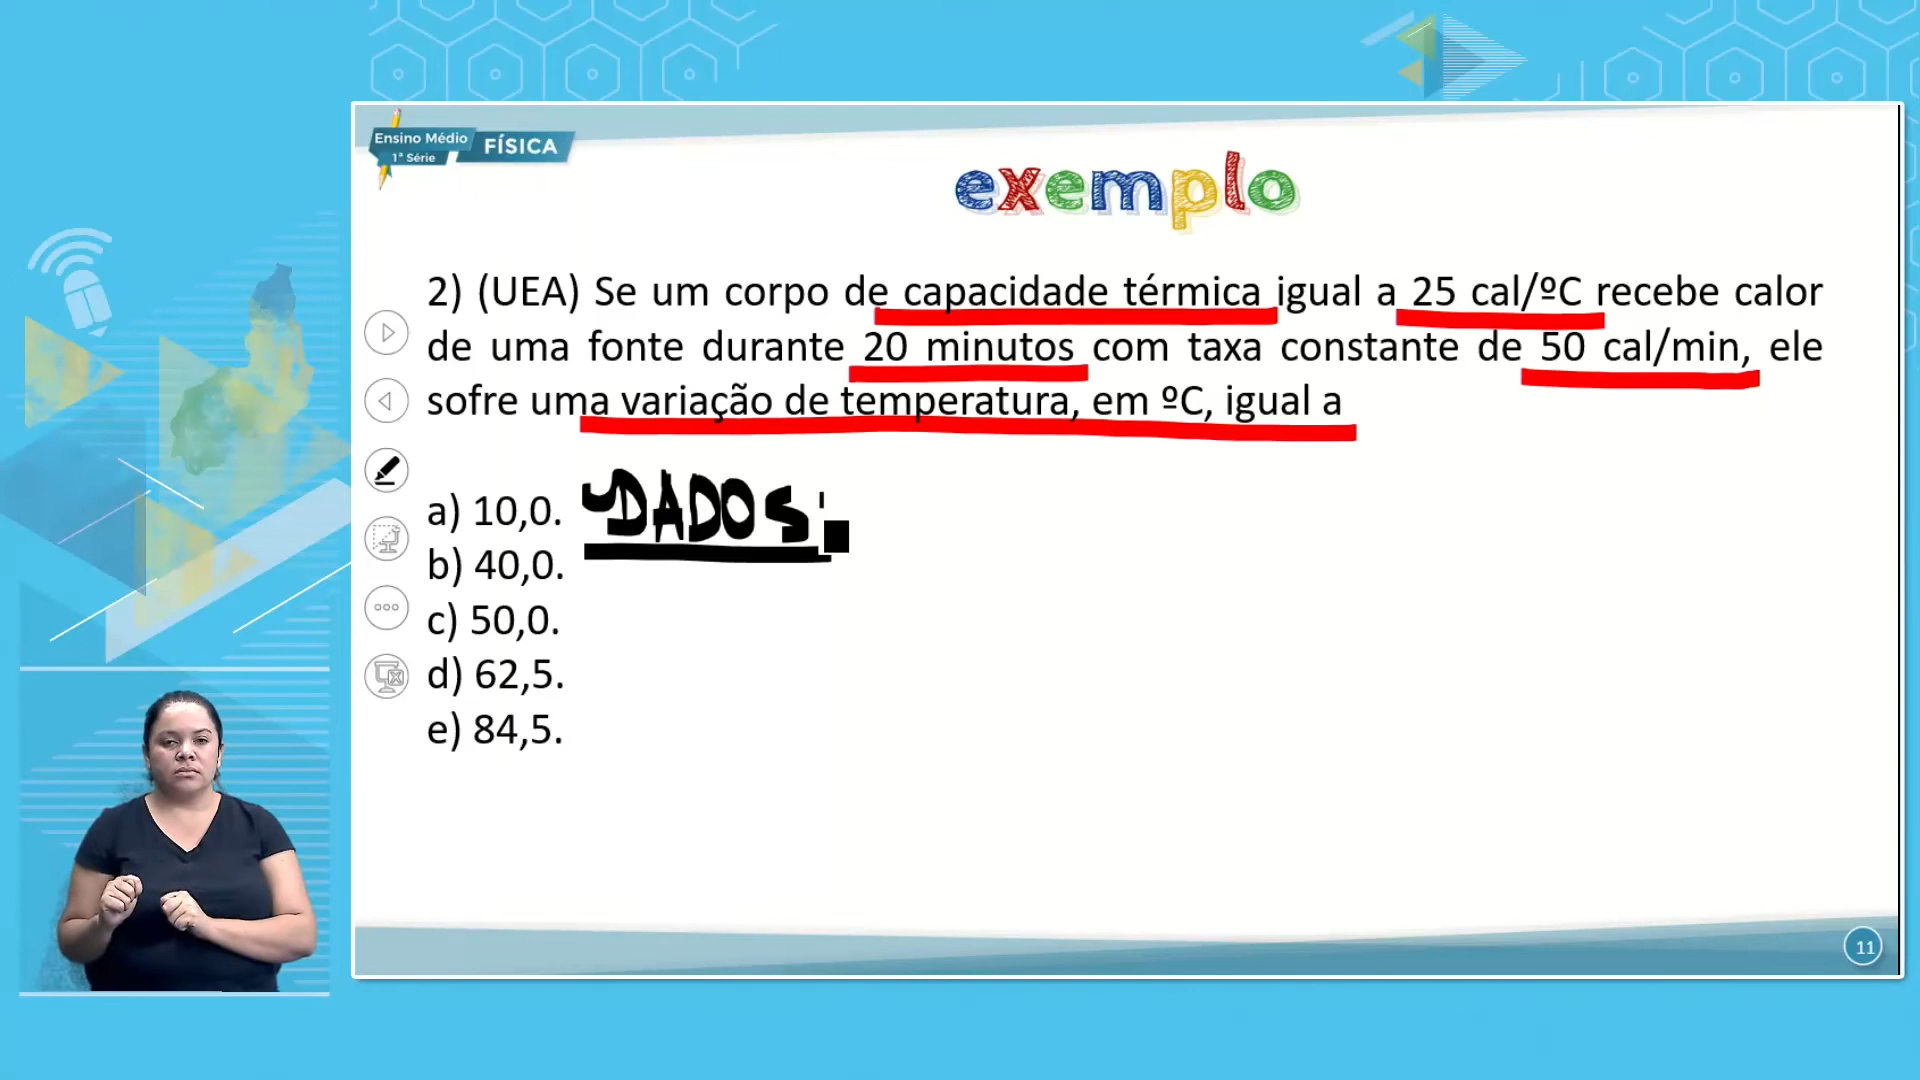 Ensino Médio
1ª Série
FÍSICA
exemplo
2) (UEA) Se um corpo de capacidade térmica igual a 25 cal/ºC recebe calor
de uma fonte durante 20 minutos com taxa constante de 50 cal/min, ele
sofre uma variação de temperatura, em ºC, igual a
DADOS:
a) 10,0.
b) 40,0.
c) 50,0.
d) 62,5.
e) 84,5.
11